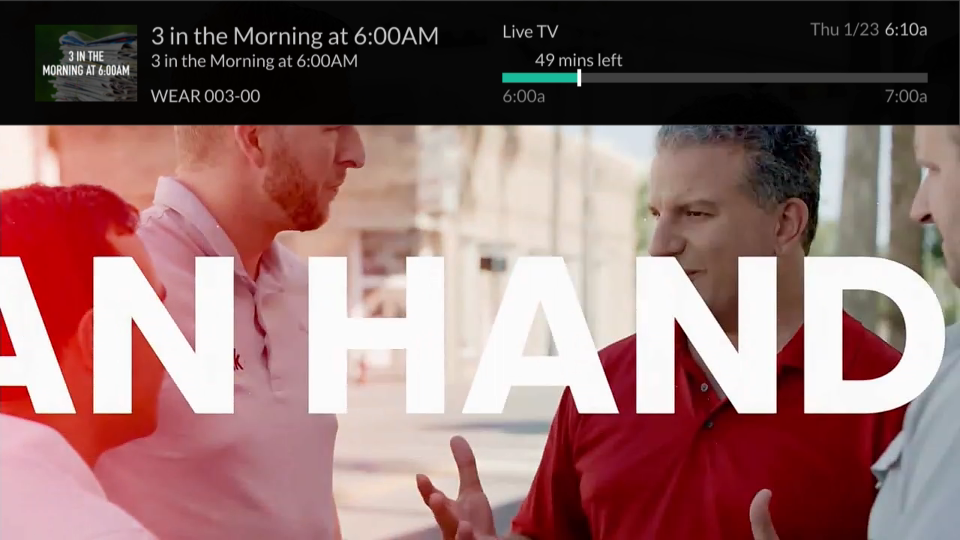 3 IN THE
MORNING AT 6:00AM
3 in the Morning at 6:00AM
3 in the Morning at 6:00AM
WEAR 003-00
Live TV
49 mins left
6:00a
7:00a
Thu 1/23 6:10a
AN HAND